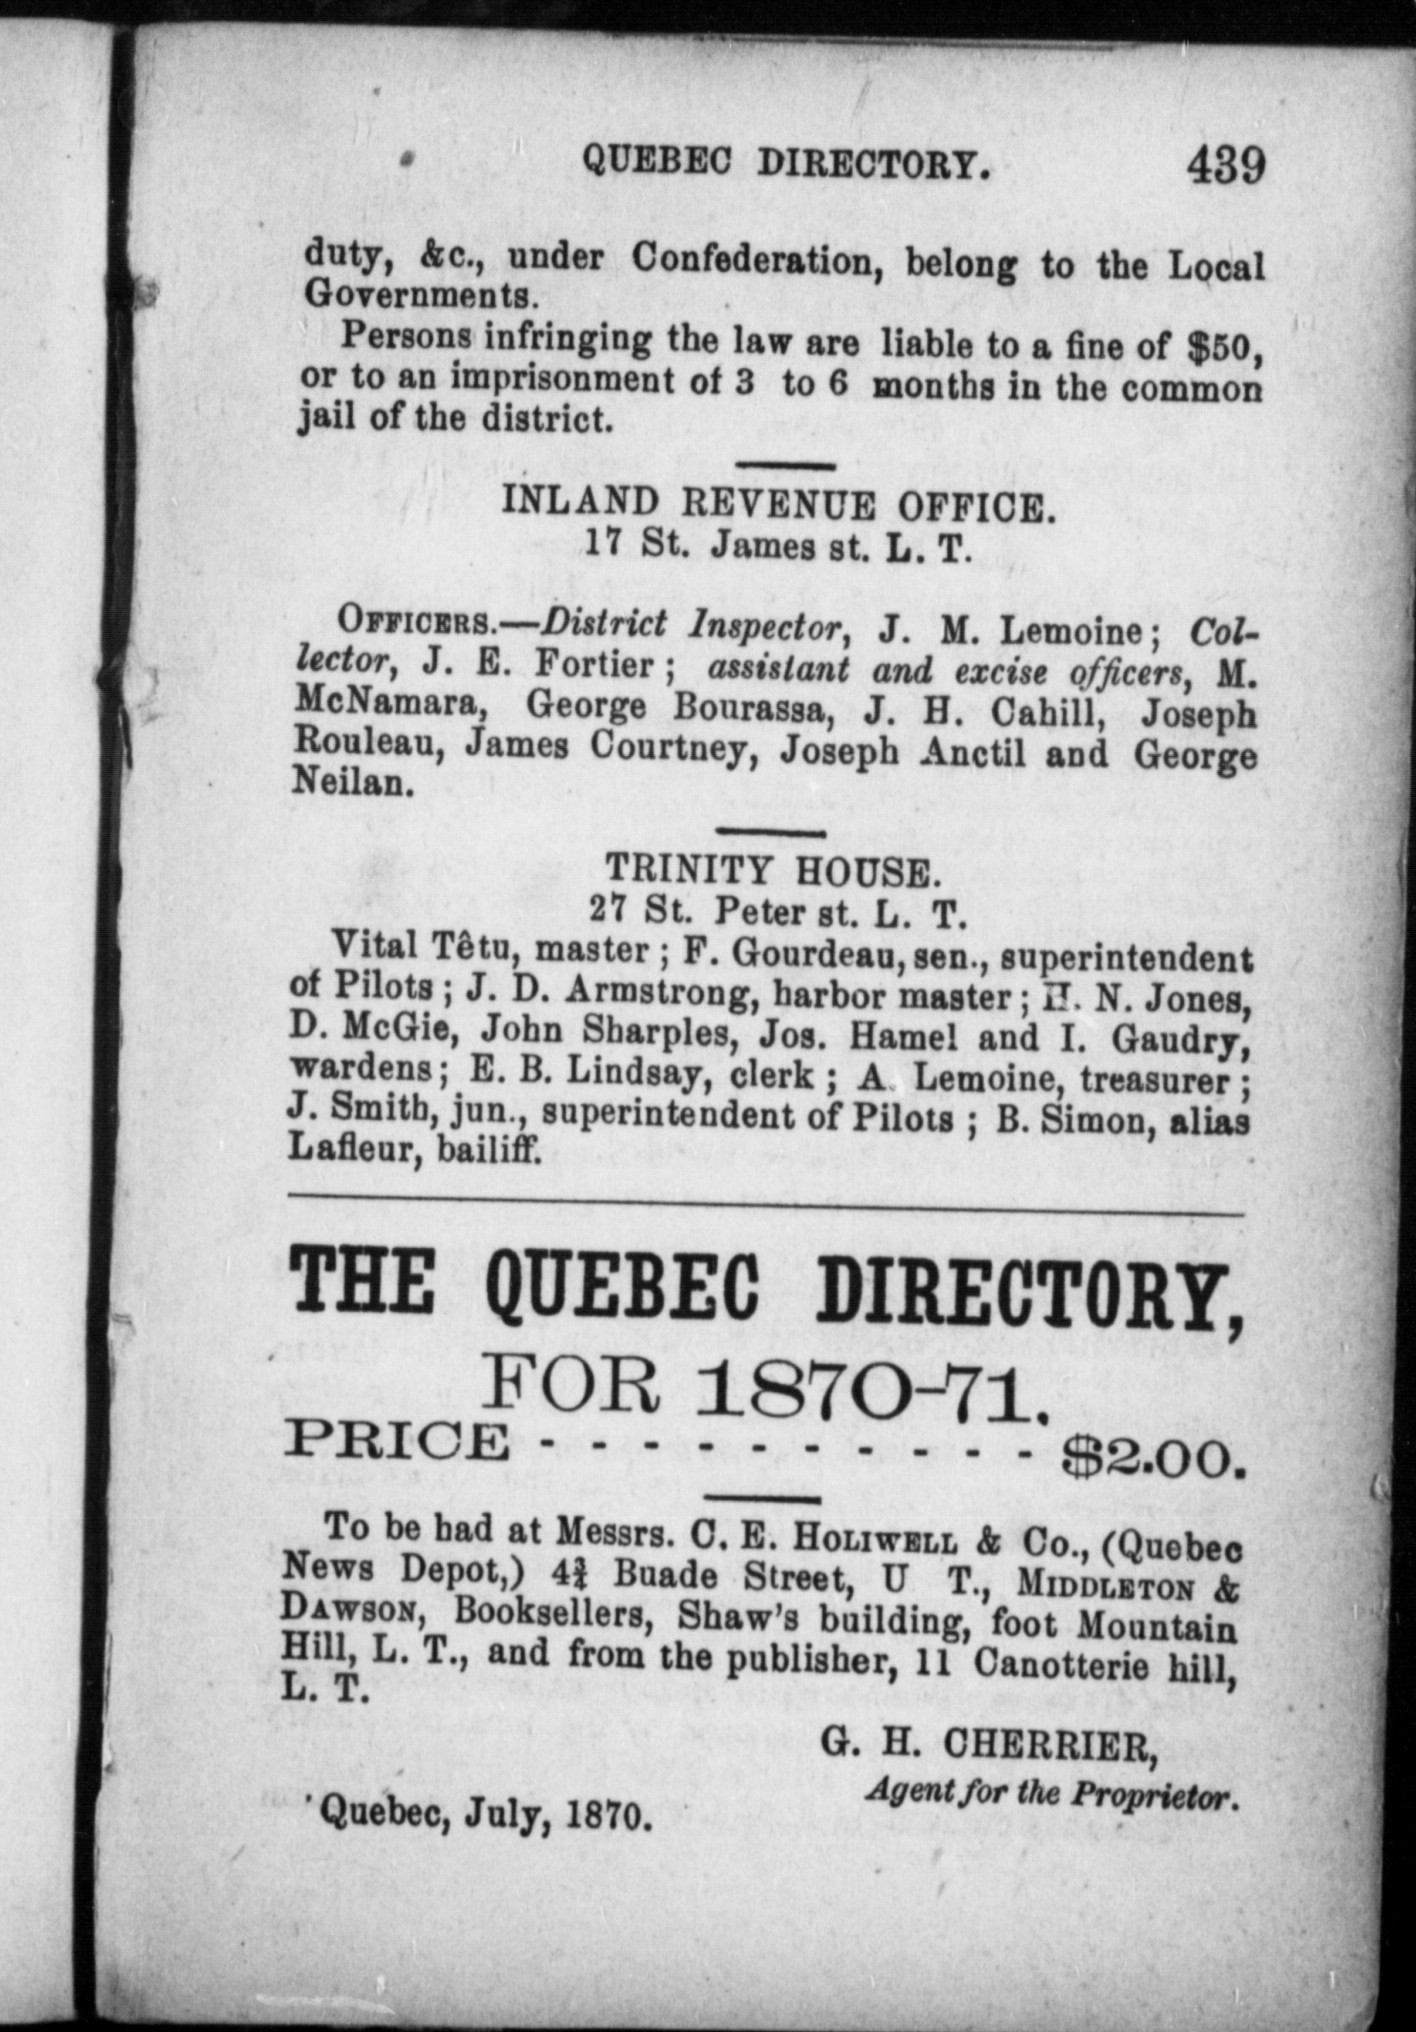 QUEBEC DIRECTORY. 439
duty, &c., under Confederation, belong to the Local
Governments.
Persons infringing the law are liable to a fine of $50,
or to an imprisonment of 3 to 6 months in the common
jail of the district.
INLAND REVENUE OFFICE.
17 St. James st. L. T.
OFFICERS.—District Inspector, J. M. Lemoine; Col-
lector, J. E. Fortier; assistant and excise officers, M.
McNamara, George Bourassa, J. H. Cahill, Joseph
Rouleau, James Courtney, Joseph Anctil and George
Neilan.
TRINITY HOUSE.
27 St. Peter st. L. T.
Vital Têtu, master; F. Gourdeau, sen., superintendent
of Pilots; J. D. Armstrong, harbor master; H. N. Jones,
D. McGie, John Sharples, Jos. Hamel and I. Gaudry,
wardens; E. B. Lindsay, clerk; A. Lemoine, treasurer;
J. Smith, jun., superintendent of Pilots; B. Simon, alias
Lafleur, bailiff.
THE QUEBEC DIRECTORY,
FOR 1870-71.
PRICE - - - - - - - - - - $2.00.
To be had at Messrs. C. E. HOLIWELL & Co., (Quebec
News Depot,) 4¾ Buade Street, U T., MIDDLETON &
DAWSON, Booksellers, Shaw's building, foot Mountain
Hill, L. T., and from the publisher, 11 Canotterie hill,
L. T.
G. H. CHERRIER,
Agent for the Proprietor.
Quebec, July, 1870.